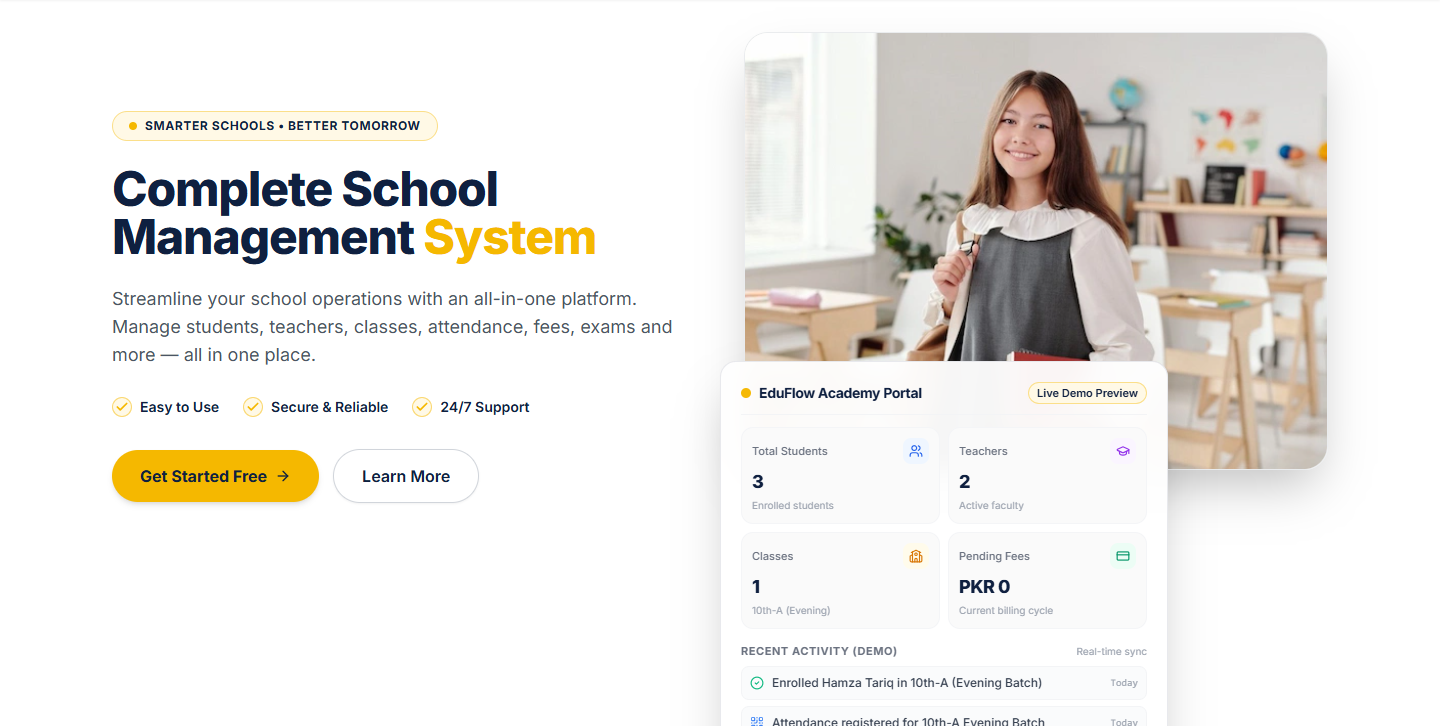 SMARTER SCHOOLS • BETTER TOMORROW
Complete School
Management System
Streamline your school operations with an all-in-one platform.
Manage students, teachers, classes, attendance, fees, exams and
more — all in one place.
Easy to Use
Secure & Reliable
24/7 Support
Get Started Free →
Learn More
EduFlow Academy Portal
Live Demo Preview
Total Students
3
Enrolled students
Teachers
2
Active faculty
Classes
1
10th-A (Evening)
Pending Fees
PKR 0
Current billing cycle
RECENT ACTIVITY (DEMO)
Real-time sync
Enrolled Hamza Tariq in 10th-A (Evening Batch)
Today
Attendance registered for 10th-A Evening Batch
Today